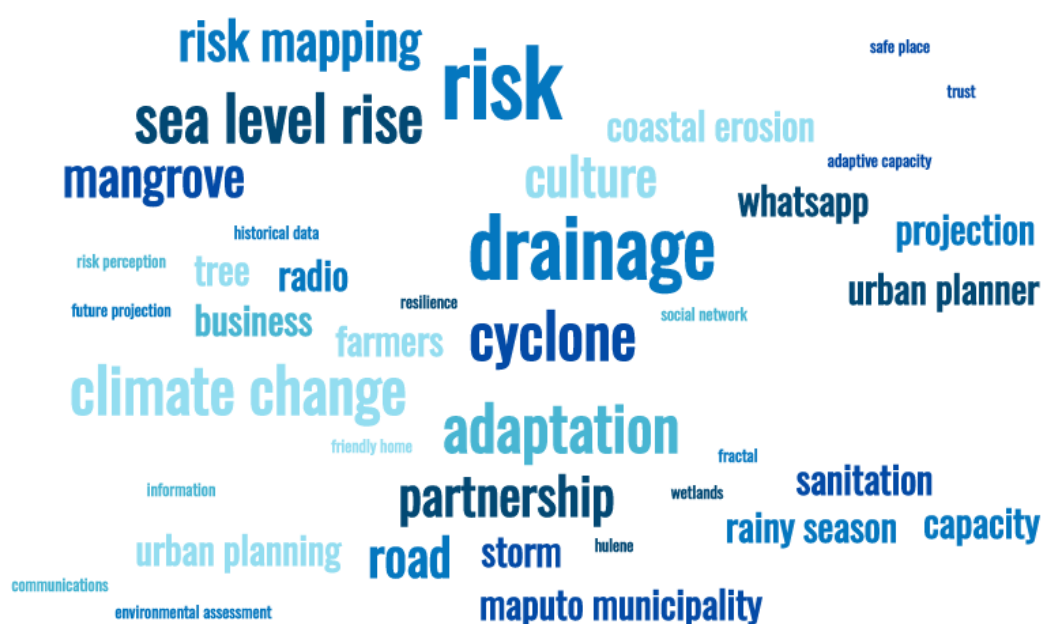 risk mapping
risk
safe place
trust
sea level rise
coastal erosion
mangrove
culture
adaptive capacity
whatsapp
projection
historical data
drainage
risk perception
tree
radio
urban planner
resilience
future projection
business
social network
farmers
cyclone
climate change
adaptation
friendly home
fractal
information
partnership
wetlands
sanitation
rainy season
capacity
urban planning
road
storm
hulene
communications
environmental assessment
maputo municipality